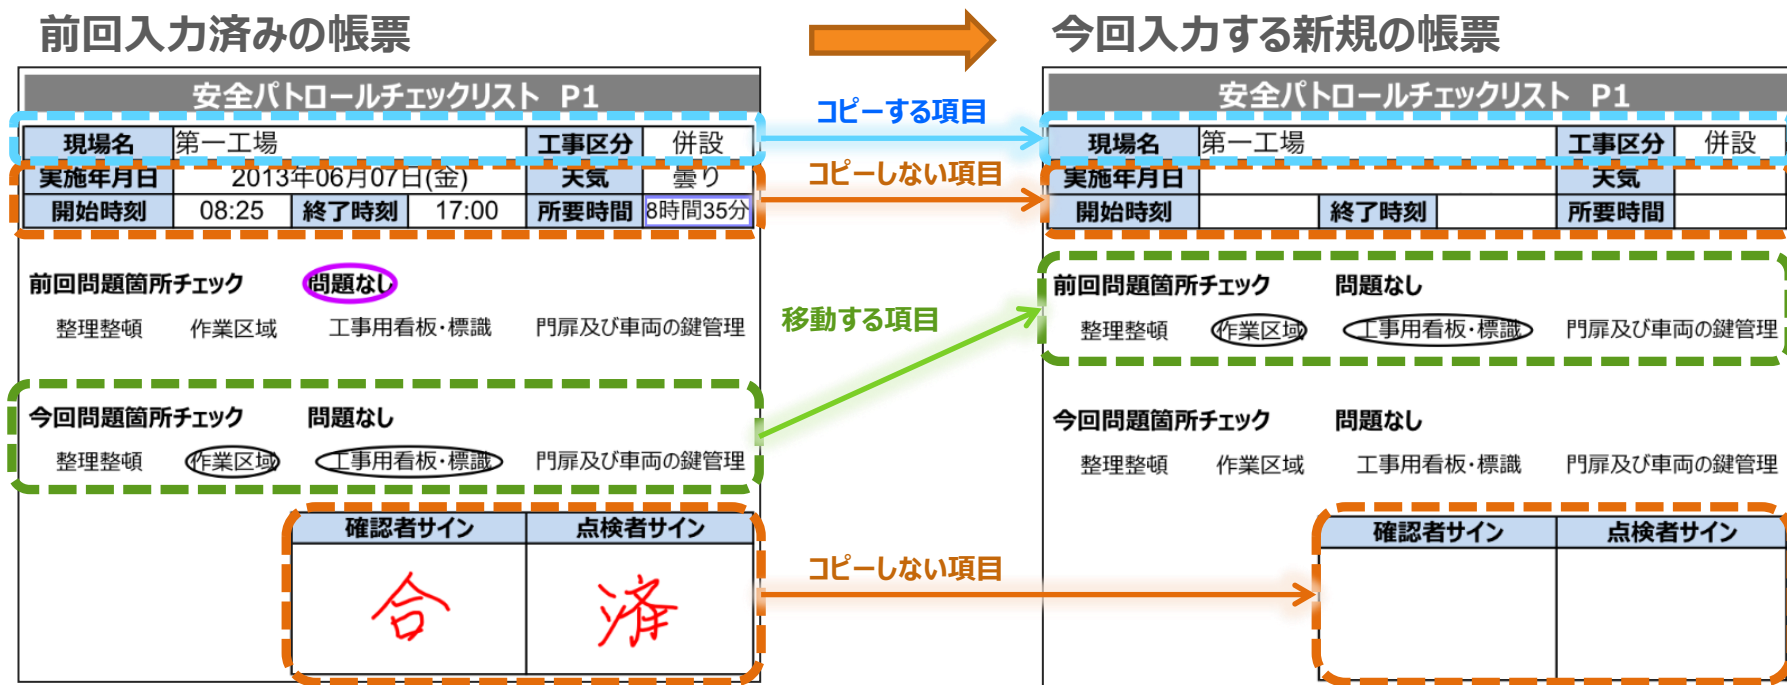 前回入力済みの帳票
今回入力する新規の帳票
安全パトロールチェックリスト P1
現場名 第一工場 工事区分 併設
実施年月日 2013年06月07日(金) 天気 曇り
開始時刻 08:25 終了時刻 17:00 所要時間 8時間35分
前回問題箇所チェック 問題なし
整理整頓 作業区域 工事用看板・標識 門扉及び車両の鍵管理
今回問題箇所チェック 問題なし
整理整頓 作業区域 工事用看板・標識 門扉及び車両の鍵管理
確認者サイン 点検者サイン
合 済
コピーする項目
コピーしない項目
移動する項目
コピーしない項目
安全パトロールチェックリスト P1
現場名 第一工場 工事区分 併設
実施年月日 天気
開始時刻 終了時刻 所要時間
前回問題箇所チェック 問題なし
整理整頓 作業区域 工事用看板・標識 門扉及び車両の鍵管理
今回問題箇所チェック 問題なし
整理整頓 作業区域 工事用看板・標識 門扉及び車両の鍵管理
確認者サイン 点検者サイン